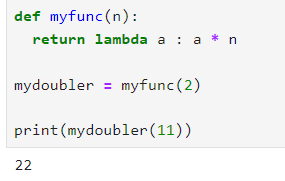 def myfunc(n):
  return lambda a : a * n
mydoubler = myfunc(2)
print(mydoubler(11))
22